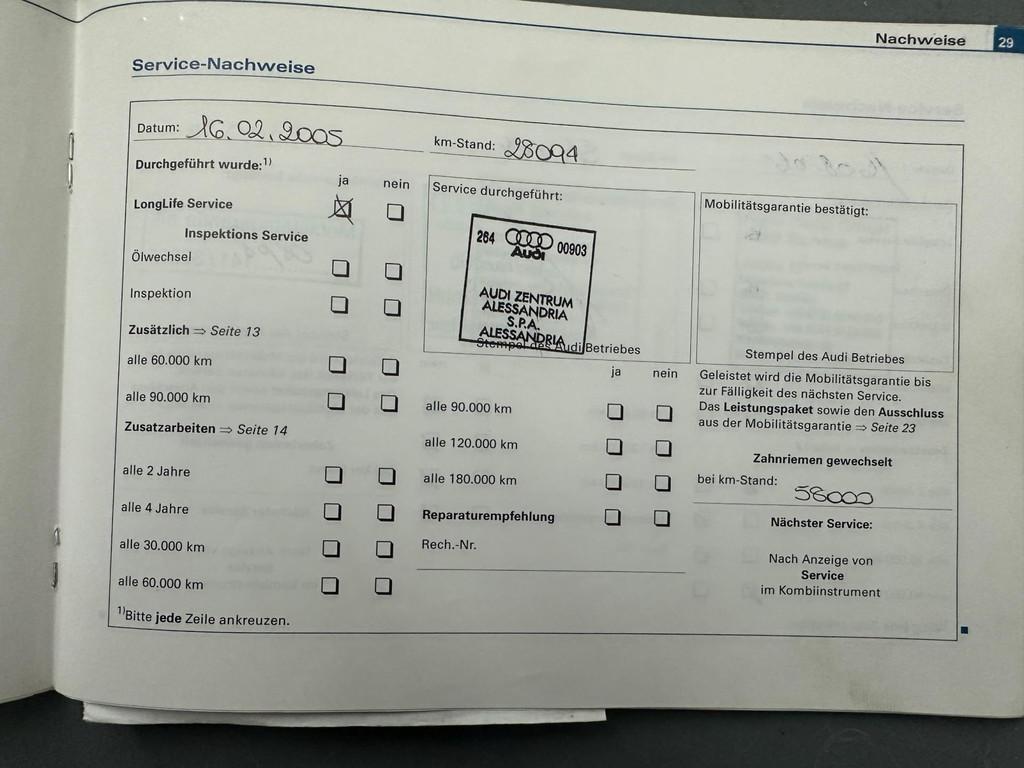 Nachweise 29
Service-Nachweise
Datum: 16.02.2005
km-Stand: 28094
Durchgeführt wurde:1)
ja nein
LongLife Service
Inspektions Service
Ölwechsel
Inspektion
Zusätzlich ⇒ Seite 13
alle 60.000 km
alle 90.000 km
Zusatzarbeiten ⇒ Seite 14
alle 2 Jahre
alle 4 Jahre
alle 30.000 km
alle 60.000 km
1)Bitte jede Zeile ankreuzen.
Service durchgeführt:
264 00903
Audi
AUDI ZENTRUM
ALESSANDRIA
S.P.A.
ALESSANDRIA
Stempel des Audi Betriebes
ja nein
alle 90.000 km
alle 120.000 km
alle 180.000 km
Reparaturempfehlung
Rech.-Nr.
Mobilitätsgarantie bestätigt:
Stempel des Audi Betriebes
Geleistet wird die Mobilitätsgarantie bis
zur Fälligkeit des nächsten Service.
Das Leistungspaket sowie den Ausschluss
aus der Mobilitätsgarantie ⇒ Seite 23
Zahnriemen gewechselt
bei km-Stand: 58000
Nächster Service:
Nach Anzeige von
Service
im Kombiinstrument